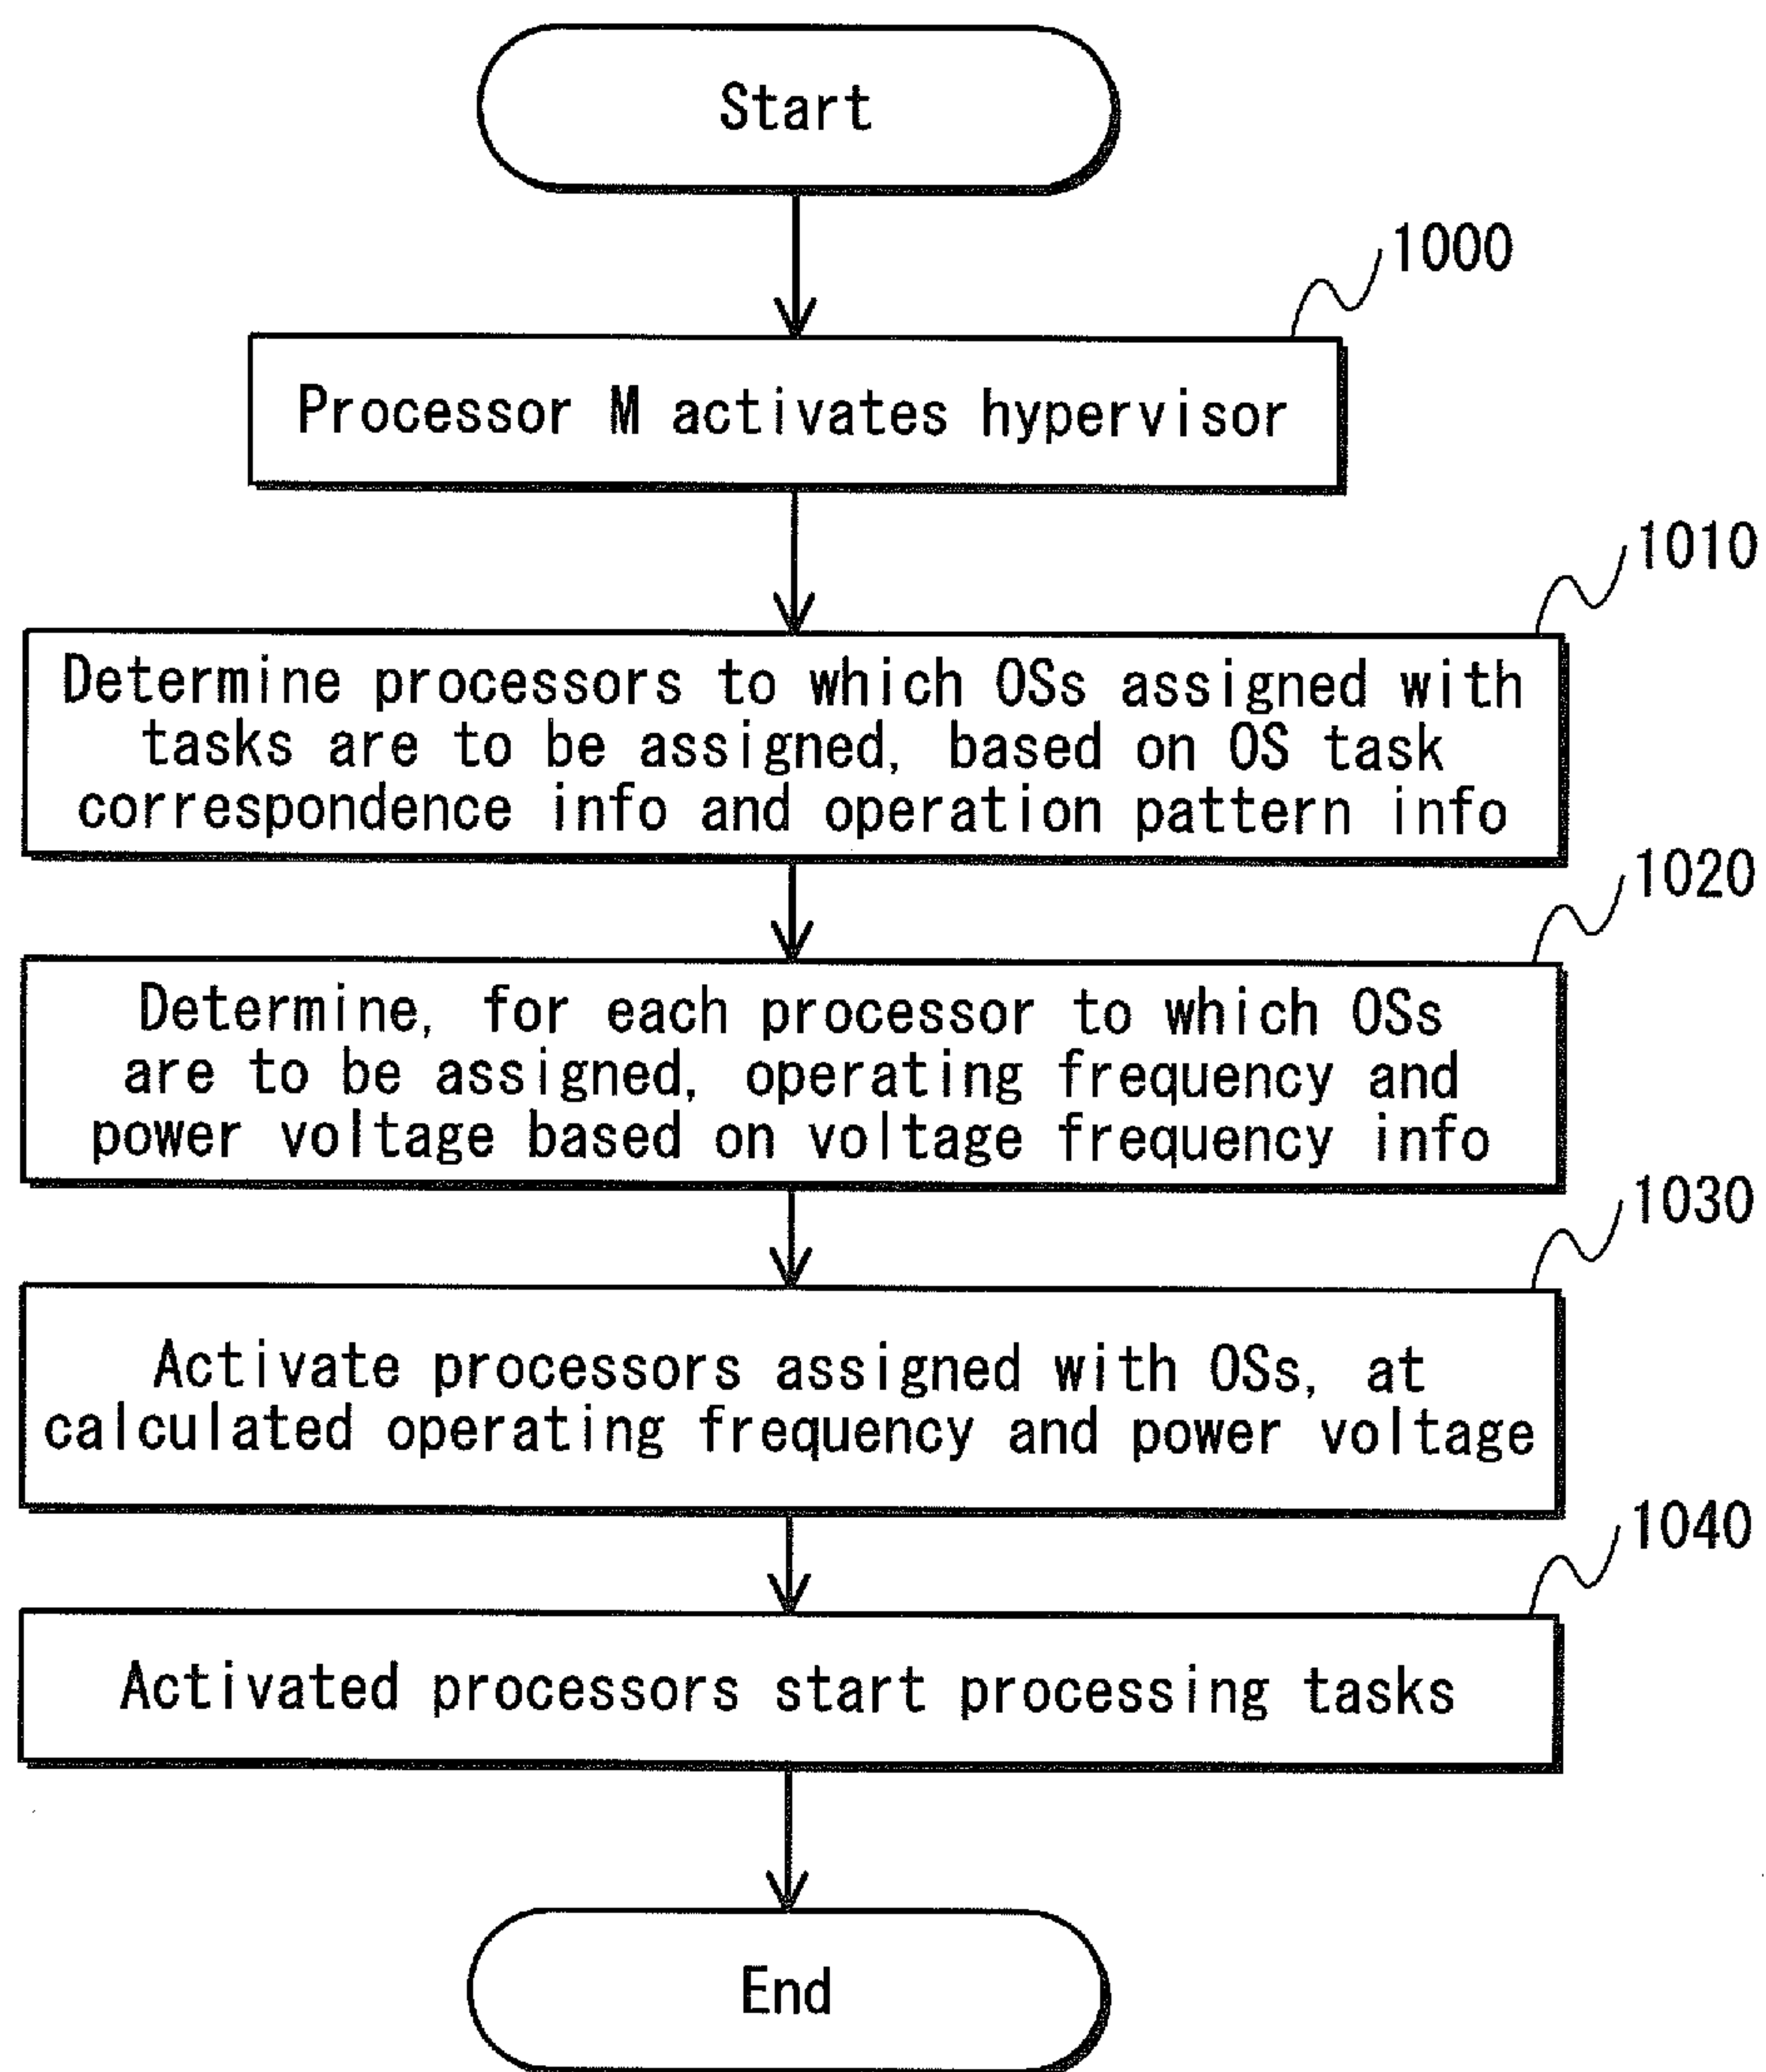 Start
1000
Processor M activates hypervisor
1010
Determine processors to which OSs assigned with
tasks are to be assigned, based on OS task
correspondence info and operation pattern info
1020
Determine, for each processor to which OSs
are to be assigned, operating frequency and
power voltage based on voltage frequency info
1030
Activate processors assigned with OSs, at
calculated operating frequency and power voltage
1040
Activated processors start processing tasks
End